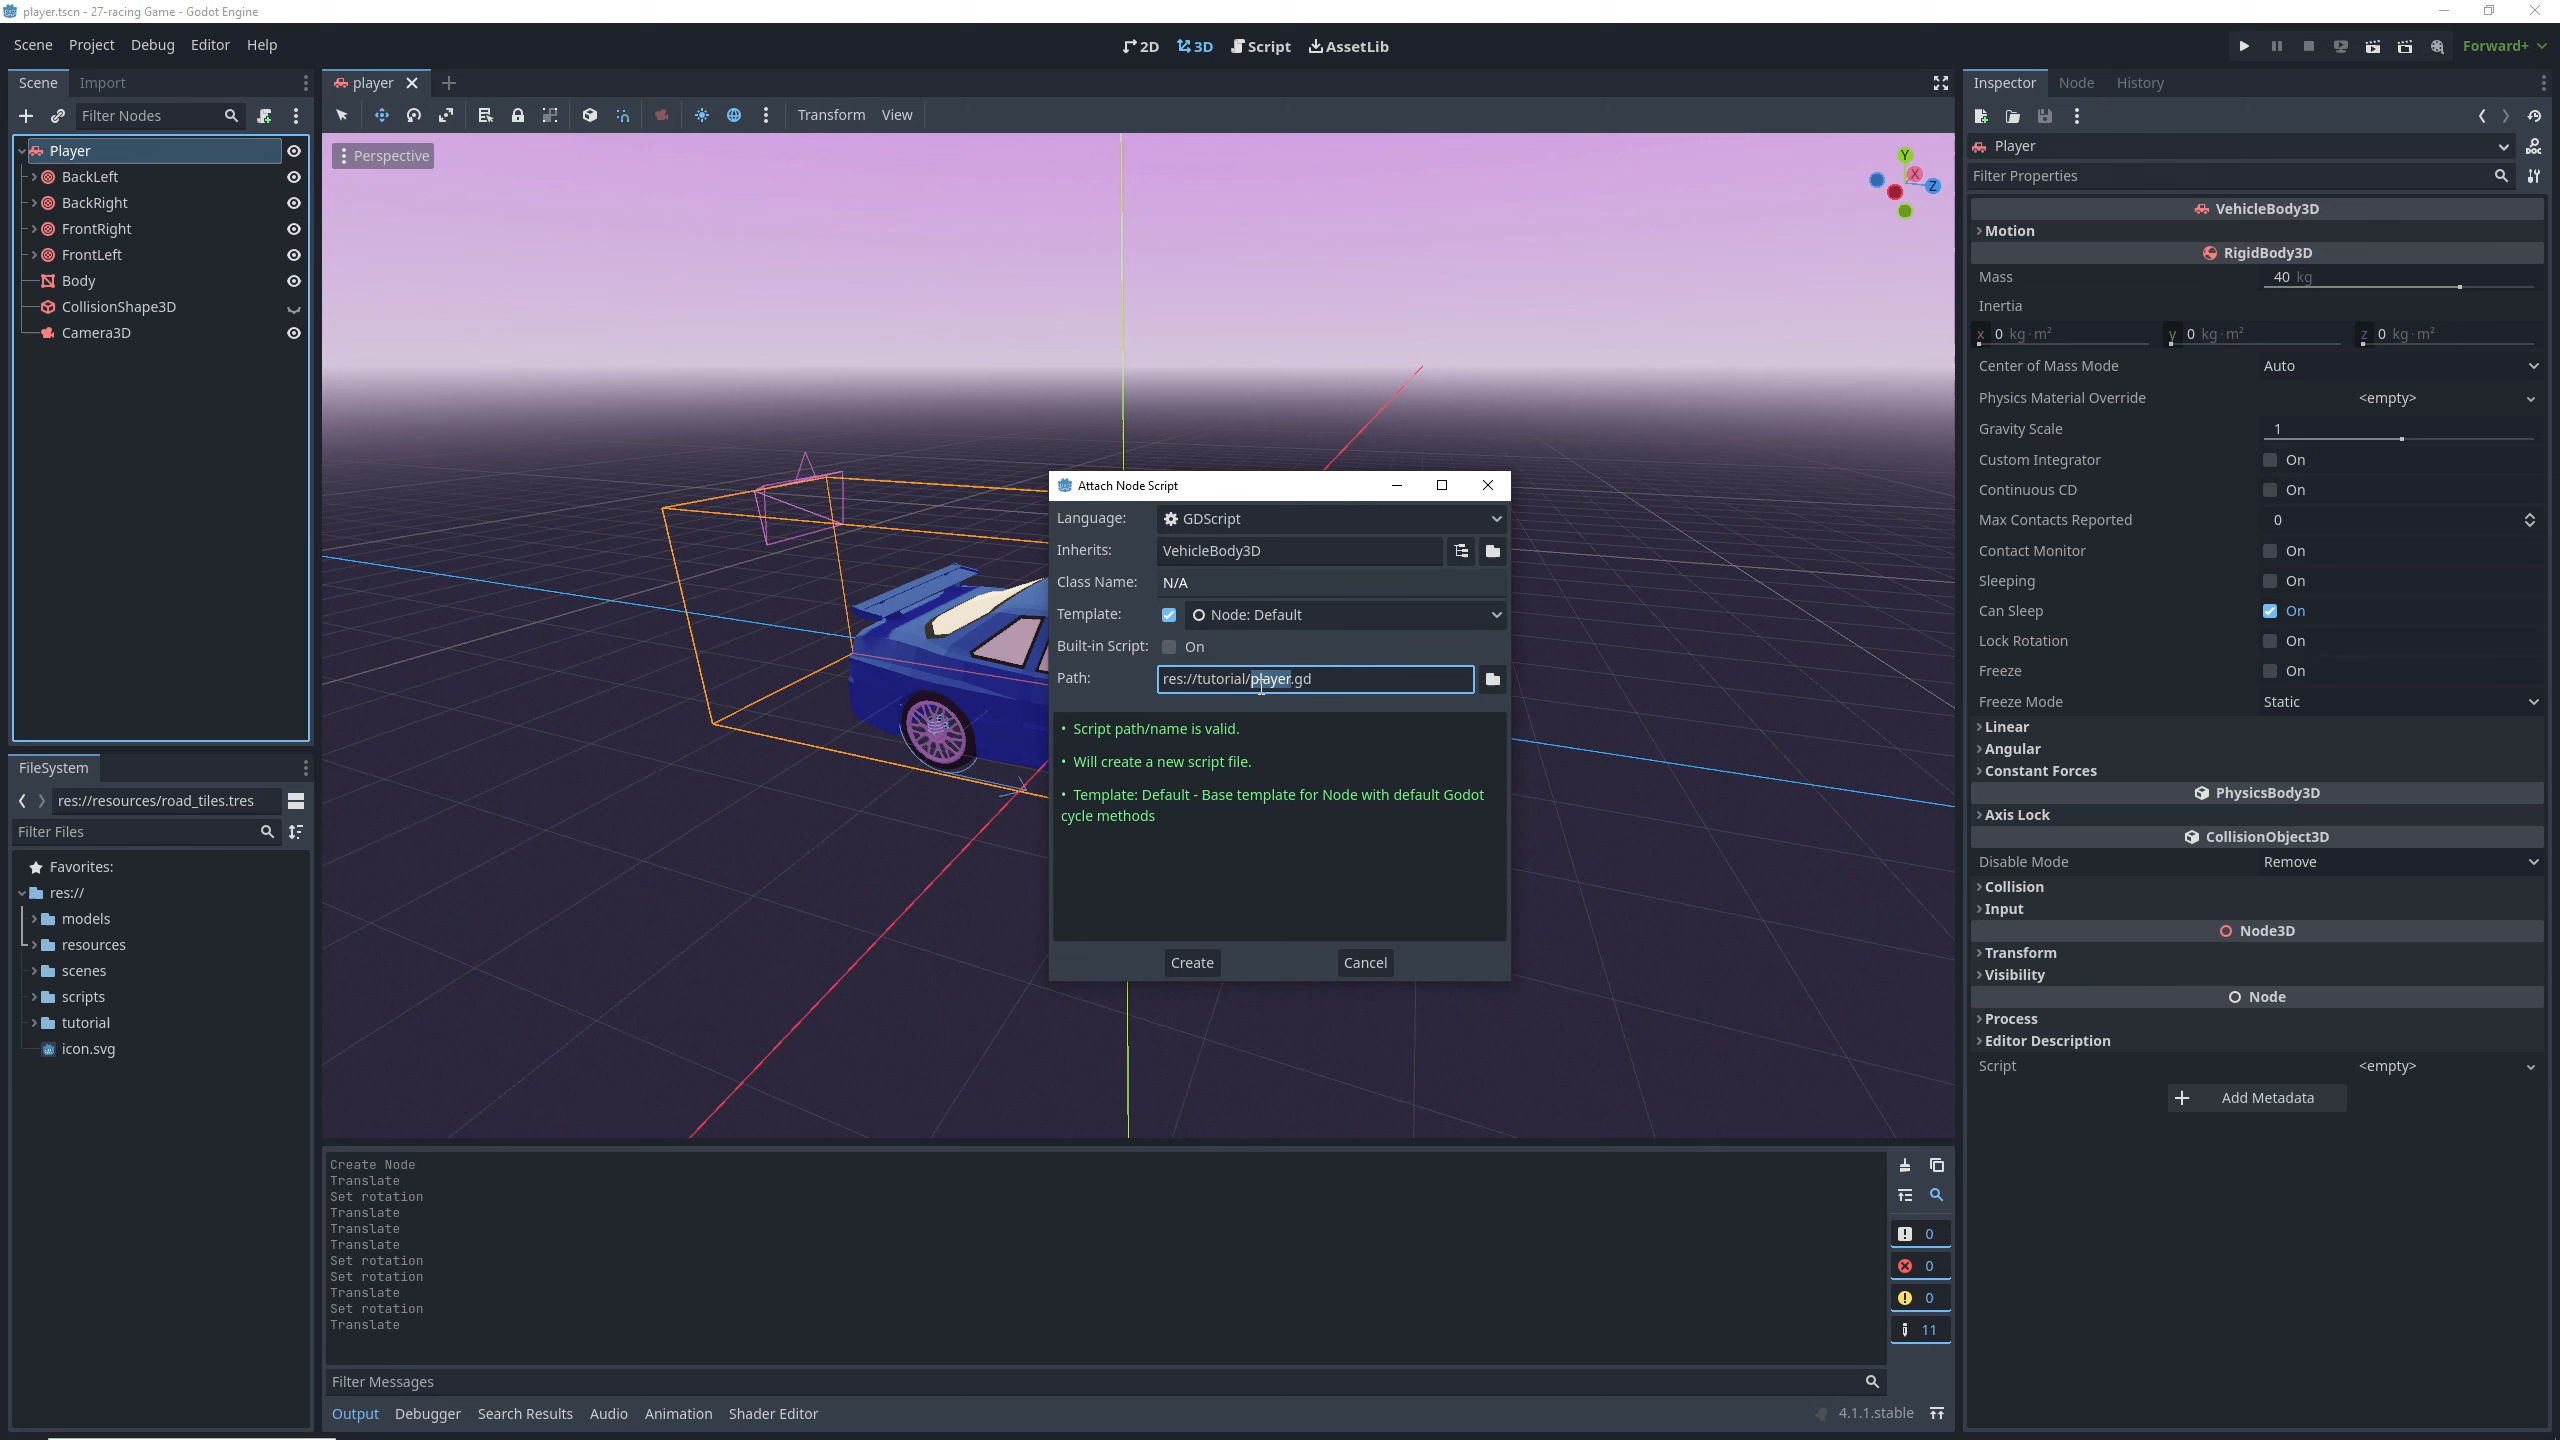 player.tscn - 27-racing Game - Godot Engine
Scene Project Debug Editor Help
2D 3D Script AssetLib
Forward+
Scene Import
Filter Nodes
Player
BackLeft
BackRight
FrontRight
FrontLeft
Body
CollisionShape3D
Camera3D
FileSystem
res://resources/road_tiles.tres
Filter Files
Favorites:
res://
models
resources
scenes
scripts
tutorial
icon.svg
player
Transform View
Perspective
Y
X
Z
Attach Node Script
Language: GDScript
Inherits: VehicleBody3D
Class Name: N/A
Template: Node: Default
Built-in Script: On
Path: res://tutorial/player.gd
• Script path/name is valid.
• Will create a new script file.
• Template: Default - Base template for Node with default Godot
cycle methods
Create Cancel
Create Node
Translate
Set rotation
Translate
Translate
Translate
Set rotation
Set rotation
Translate
Set rotation
Translate
0
0
0
11
Filter Messages
Output Debugger Search Results Audio Animation Shader Editor
4.1.1.stable
Inspector Node History
Player
Filter Properties
VehicleBody3D
Motion
RigidBody3D
Mass 40 kg
Inertia
x 0 kg·m² y 0 kg·m² z 0 kg·m²
Center of Mass Mode Auto
Physics Material Override <empty>
Gravity Scale 1
Custom Integrator On
Continuous CD On
Max Contacts Reported 0
Contact Monitor On
Sleeping On
Can Sleep On
Lock Rotation On
Freeze On
Freeze Mode Static
Linear
Angular
Constant Forces
PhysicsBody3D
Axis Lock
CollisionObject3D
Disable Mode Remove
Collision
Input
Node3D
Transform
Visibility
Node
Process
Editor Description
Script <empty>
Add Metadata